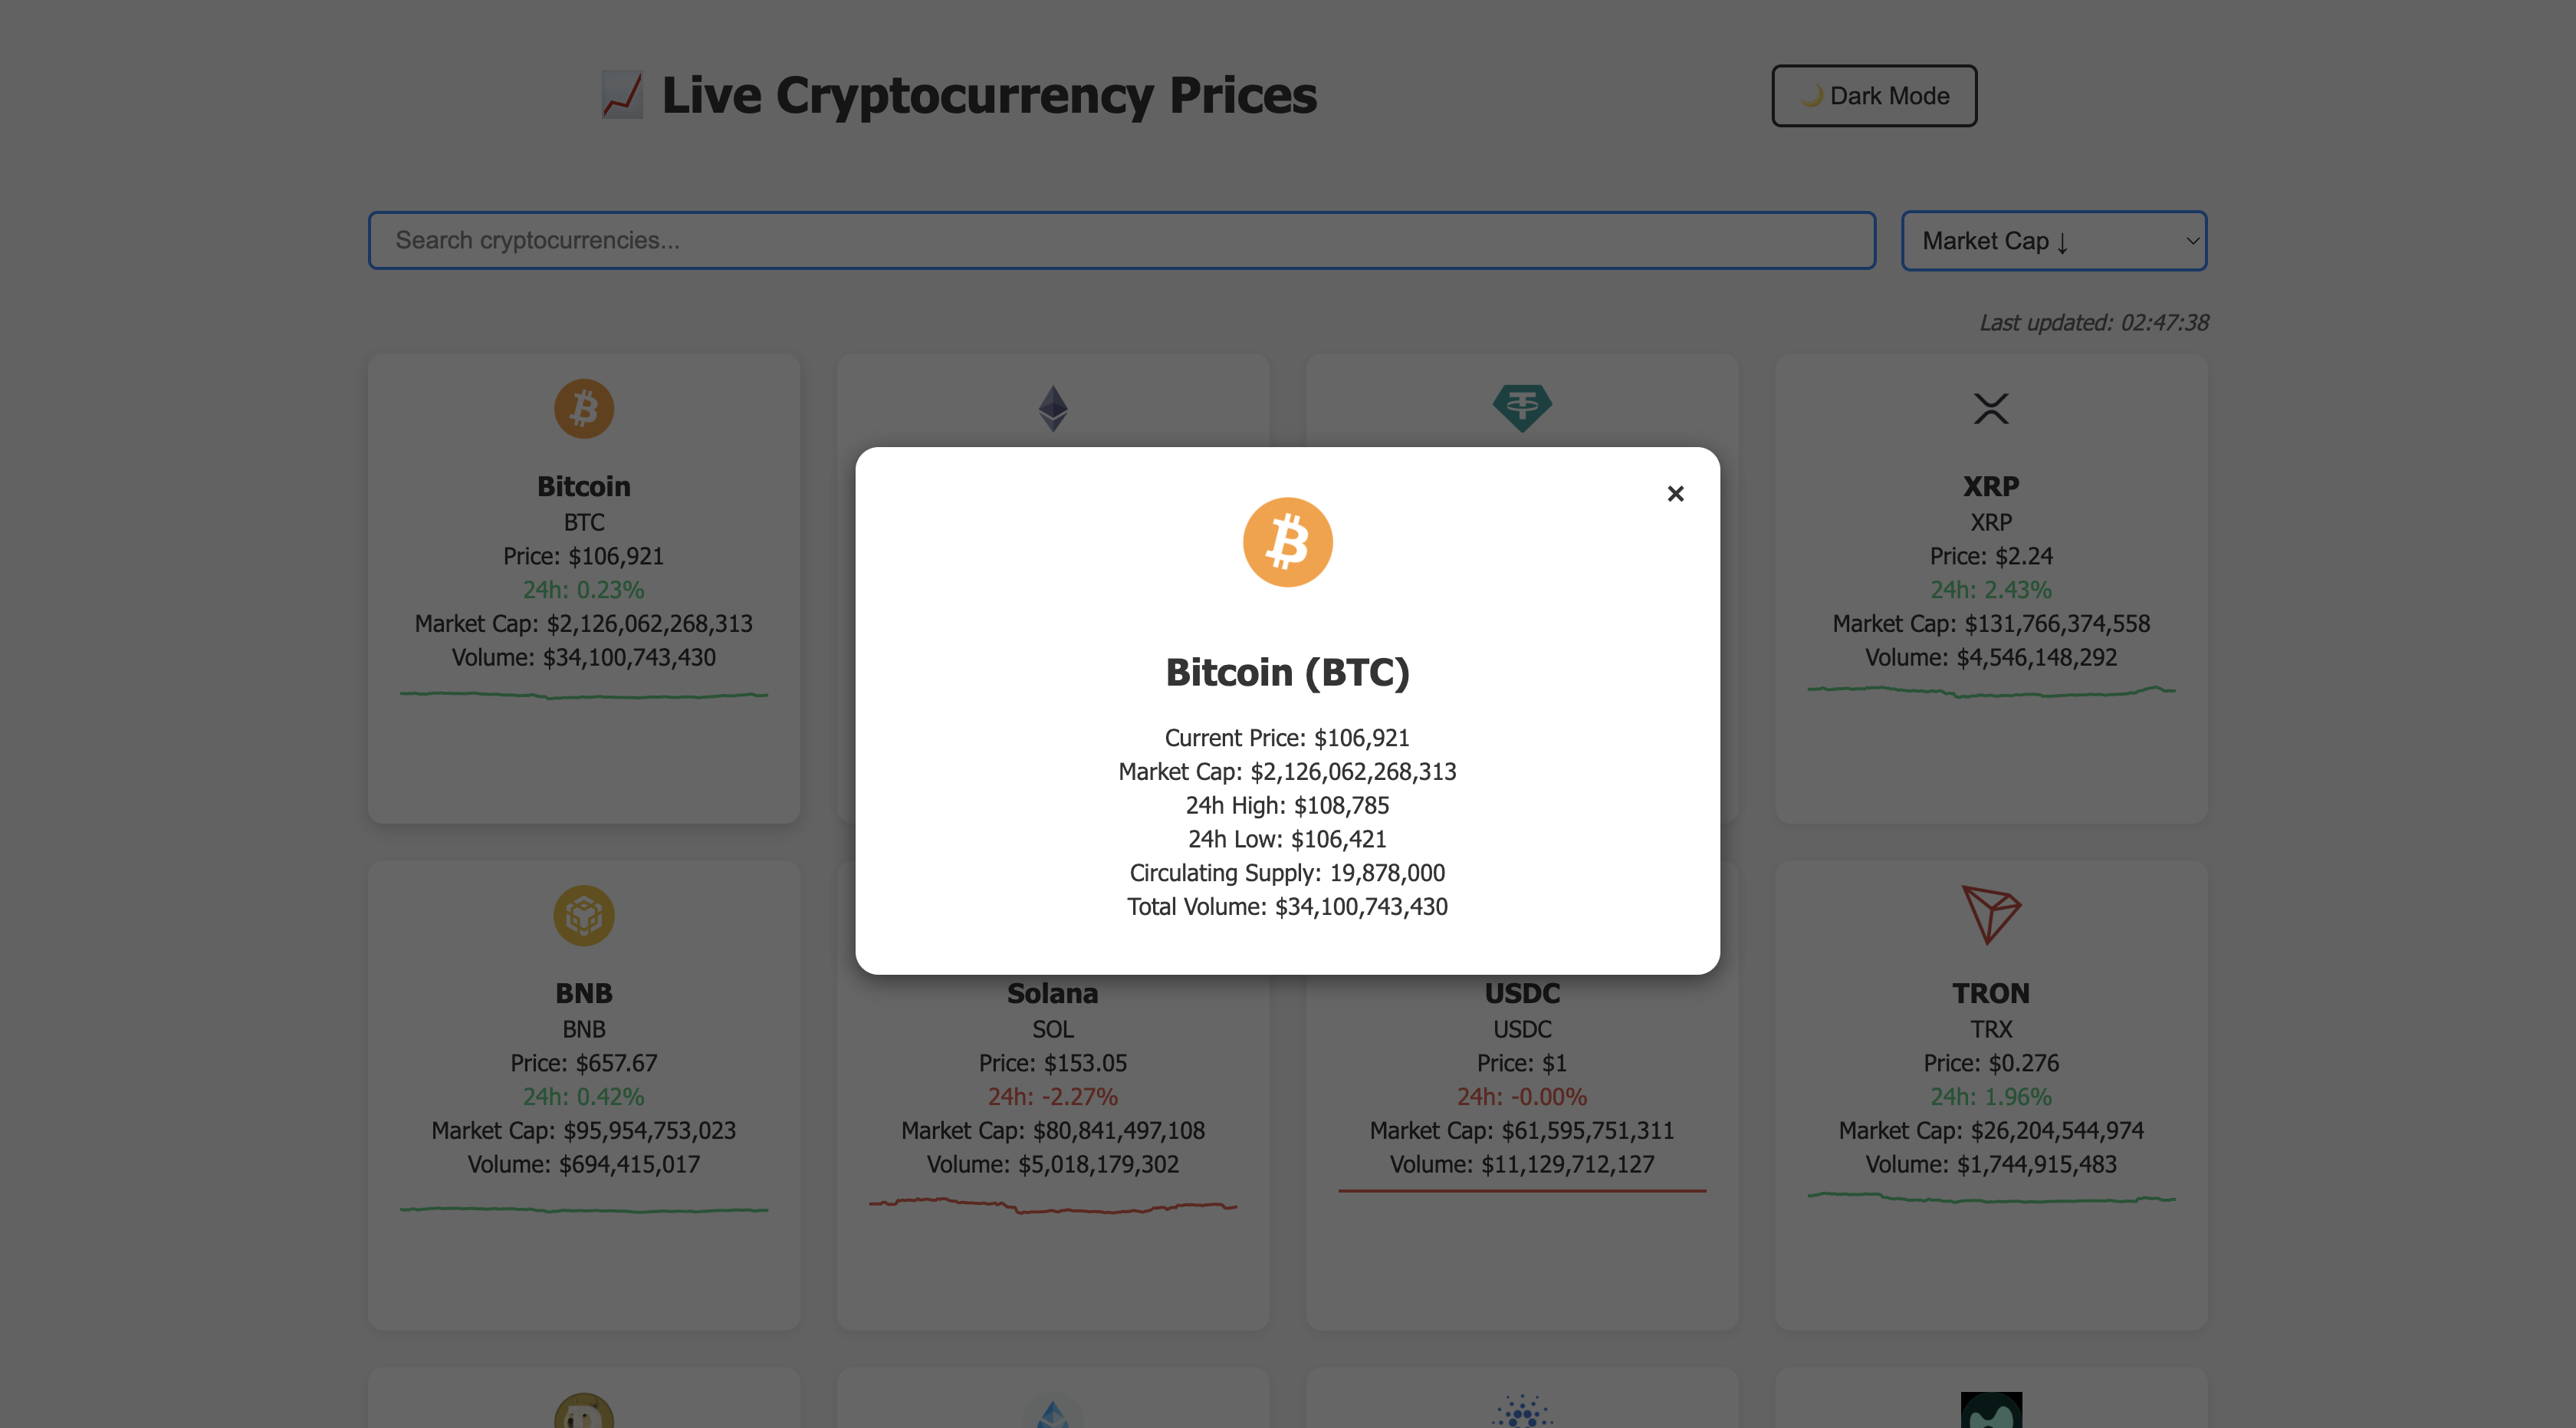 📈 Live Cryptocurrency Prices
🌙 Dark Mode
Search cryptocurrencies...
Market Cap ↓
Last updated: 02:47:38
Bitcoin
BTC
Price: $106,921
24h: 0.23%
Market Cap: $2,126,062,268,313
Volume: $34,100,743,430
XRP
XRP
Price: $2.24
24h: 2.43%
Market Cap: $131,766,374,558
Volume: $4,546,148,292
×
Bitcoin (BTC)
Current Price: $106,921
Market Cap: $2,126,062,268,313
24h High: $108,785
24h Low: $106,421
Circulating Supply: 19,878,000
Total Volume: $34,100,743,430
BNB
BNB
Price: $657.67
24h: 0.42%
Market Cap: $95,954,753,023
Volume: $694,415,017
Solana
SOL
Price: $153.05
24h: -2.27%
Market Cap: $80,841,497,108
Volume: $5,018,179,302
USDC
USDC
Price: $1
24h: -0.00%
Market Cap: $61,595,751,311
Volume: $11,129,712,127
TRON
TRX
Price: $0.276
24h: 1.96%
Market Cap: $26,204,544,974
Volume: $1,744,915,483